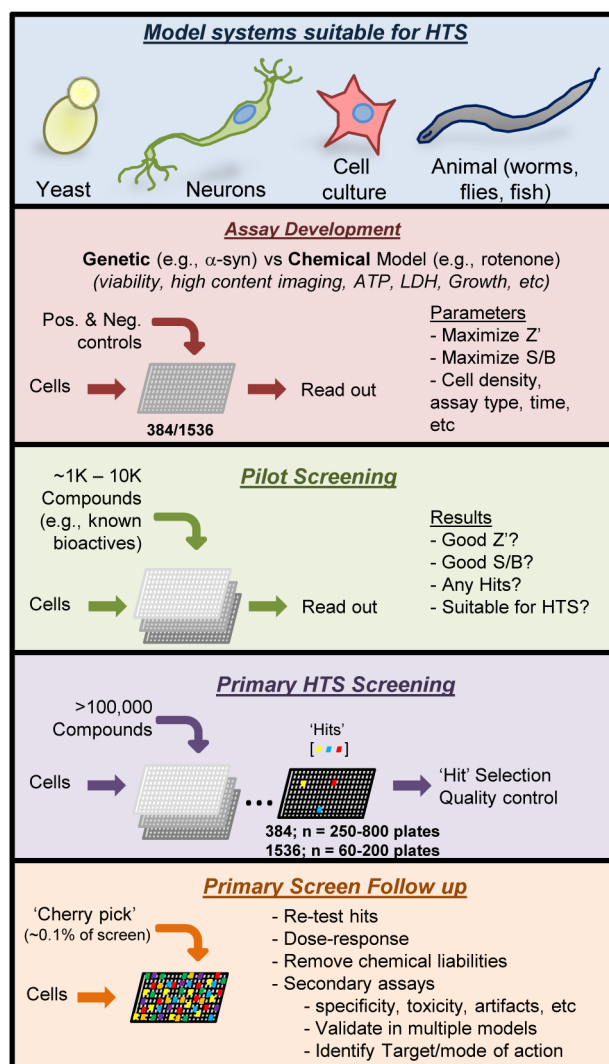 Model systems suitable for HTS
Yeast
Neurons
Cell
culture
Animal (worms,
flies, fish)
Assay Development
Genetic (e.g., α-syn) vs Chemical Model (e.g., rotenone)
(viability, high content imaging, ATP, LDH, Growth, etc)
Pos. & Neg.
controls
Cells
384/1536
Read out
Parameters
- Maximize Z'
- Maximize S/B
- Cell density,
assay type, time,
etc
Pilot Screening
~1K – 10K
Compounds
(e.g., known
bioactives)
Cells
Read out
Results
- Good Z'?
- Good S/B?
- Any Hits?
- Suitable for HTS?
Primary HTS Screening
>100,000
Compounds
Cells
...
'Hits'
[ ]
384; n = 250-800 plates
1536; n = 60-200 plates
'Hit' Selection
Quality control
Primary Screen Follow up
'Cherry pick'
(~0.1% of screen)
Cells
- Re-test hits
- Dose-response
- Remove chemical liabilities
- Secondary assays
- specificity, toxicity, artifacts, etc
- Validate in multiple models
- Identify Target/mode of action